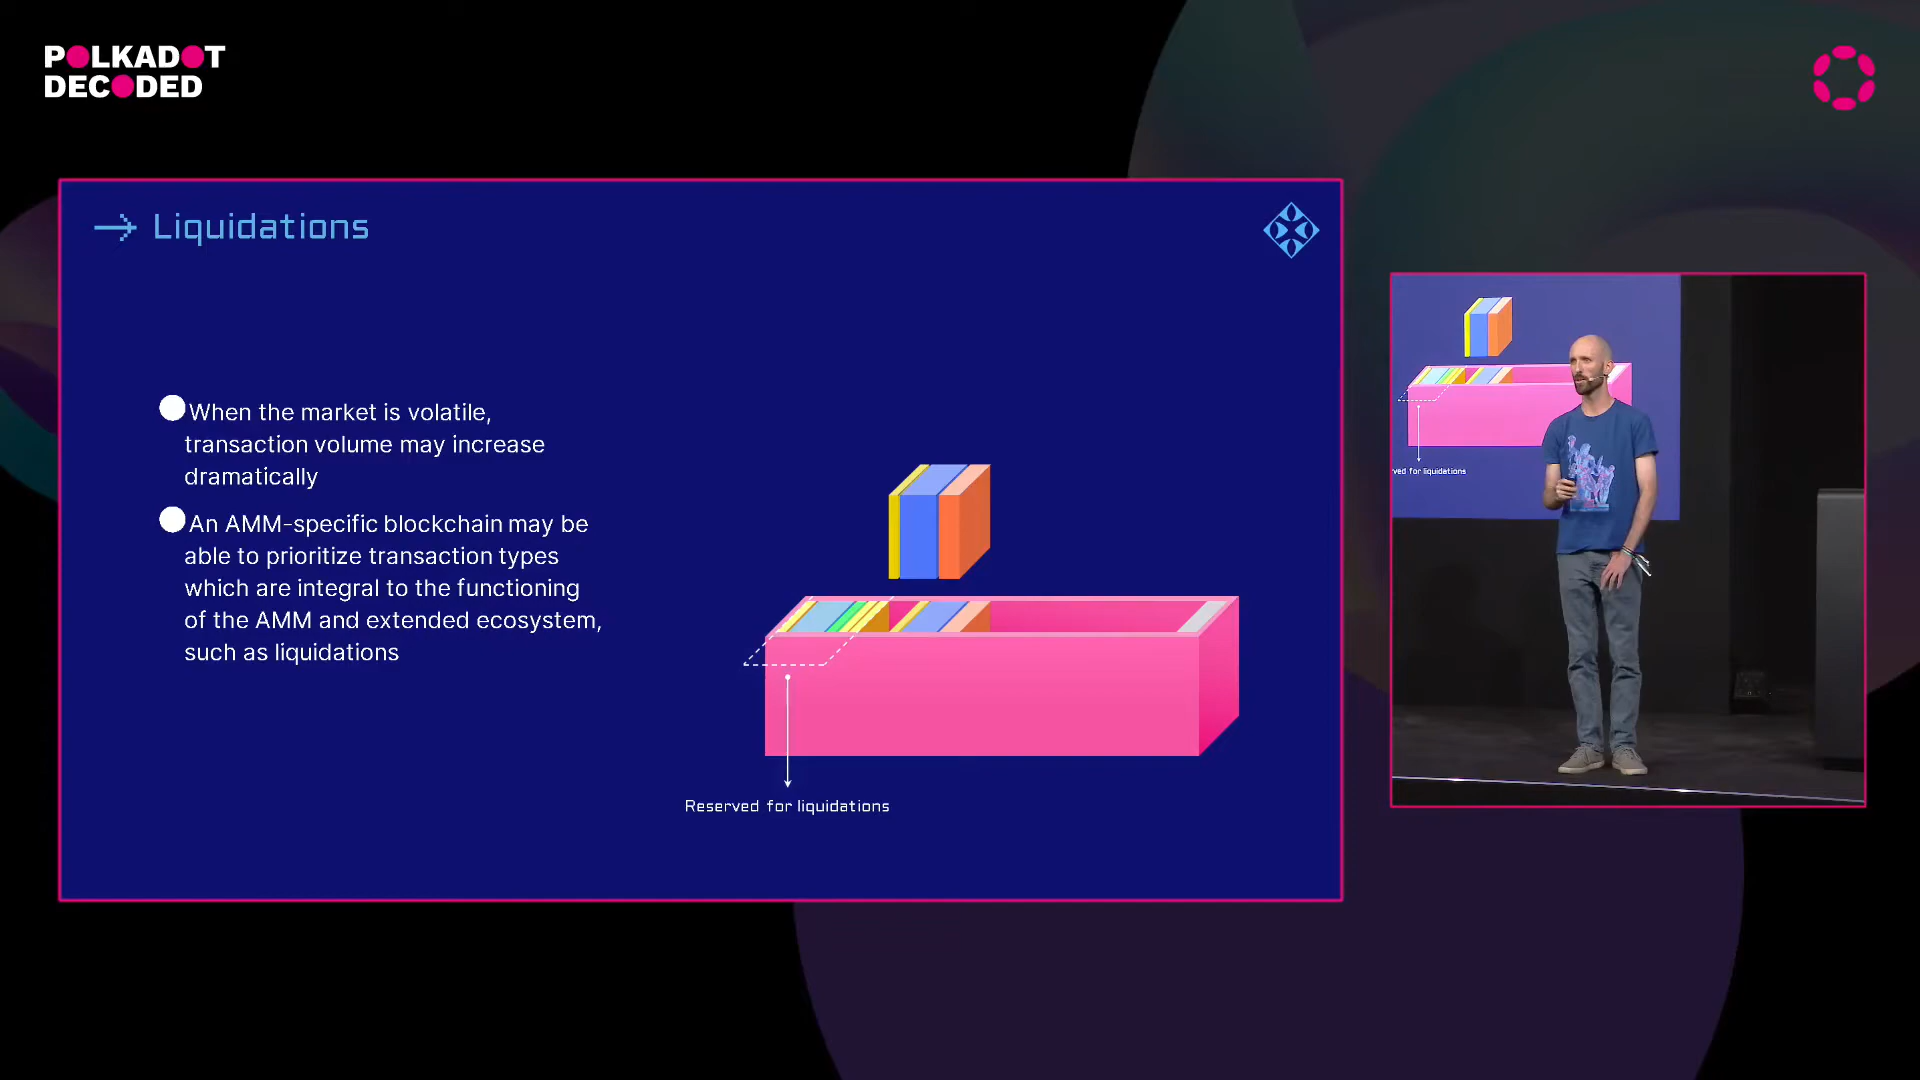 POLKADOT
DECODED
Liquidations
When the market is volatile,
transaction volume may increase
dramatically
An AMM-specific blockchain may be
able to prioritize transaction types
which are integral to the functioning
of the AMM and extended ecosystem,
such as liquidations
Reserved for liquidations
ved for liquidations